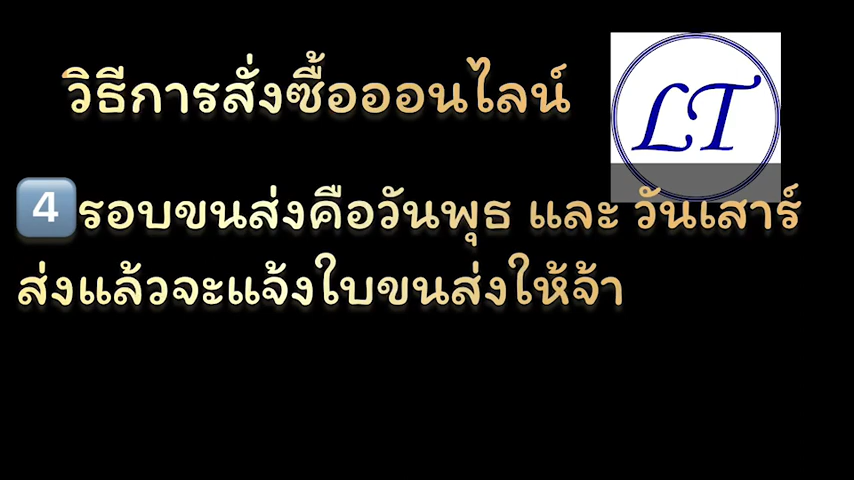 วิธีการสั่งซื้อออนไลน์
LT
4 รอบขนส่งคือวันพุธ และ วันเสาร์
ส่งแล้วจะแจ้งใบขนส่งให้จ้า